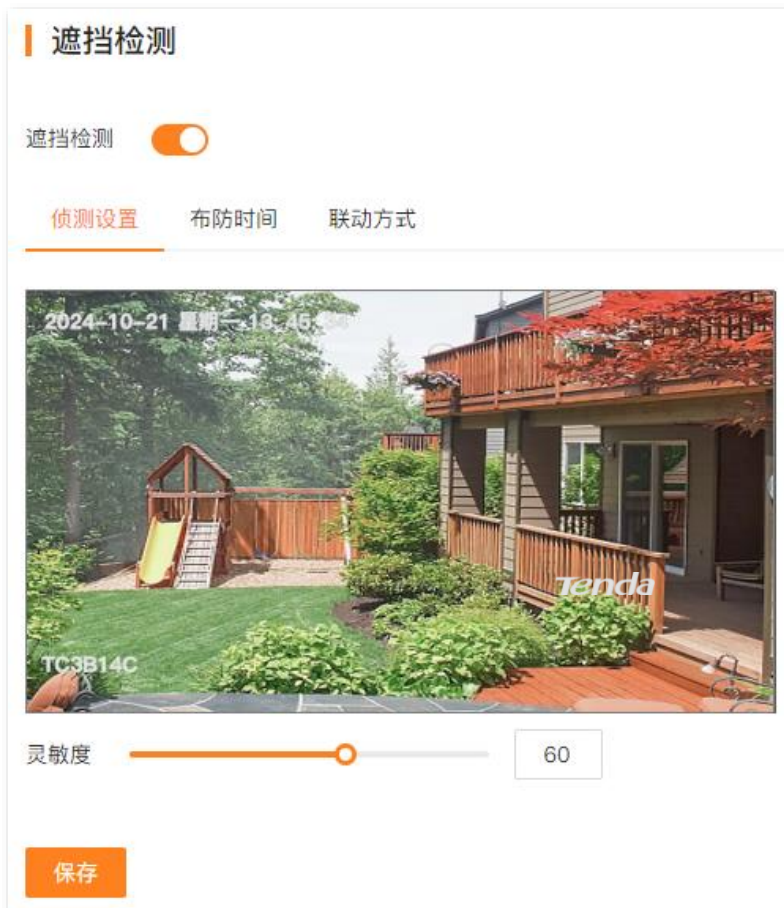 遮挡检测
遮挡检测
侦测设置 布防时间 联动方式
2024-10-21 星期一 13 45
Tenda
TC3B14C
灵敏度 60
保存